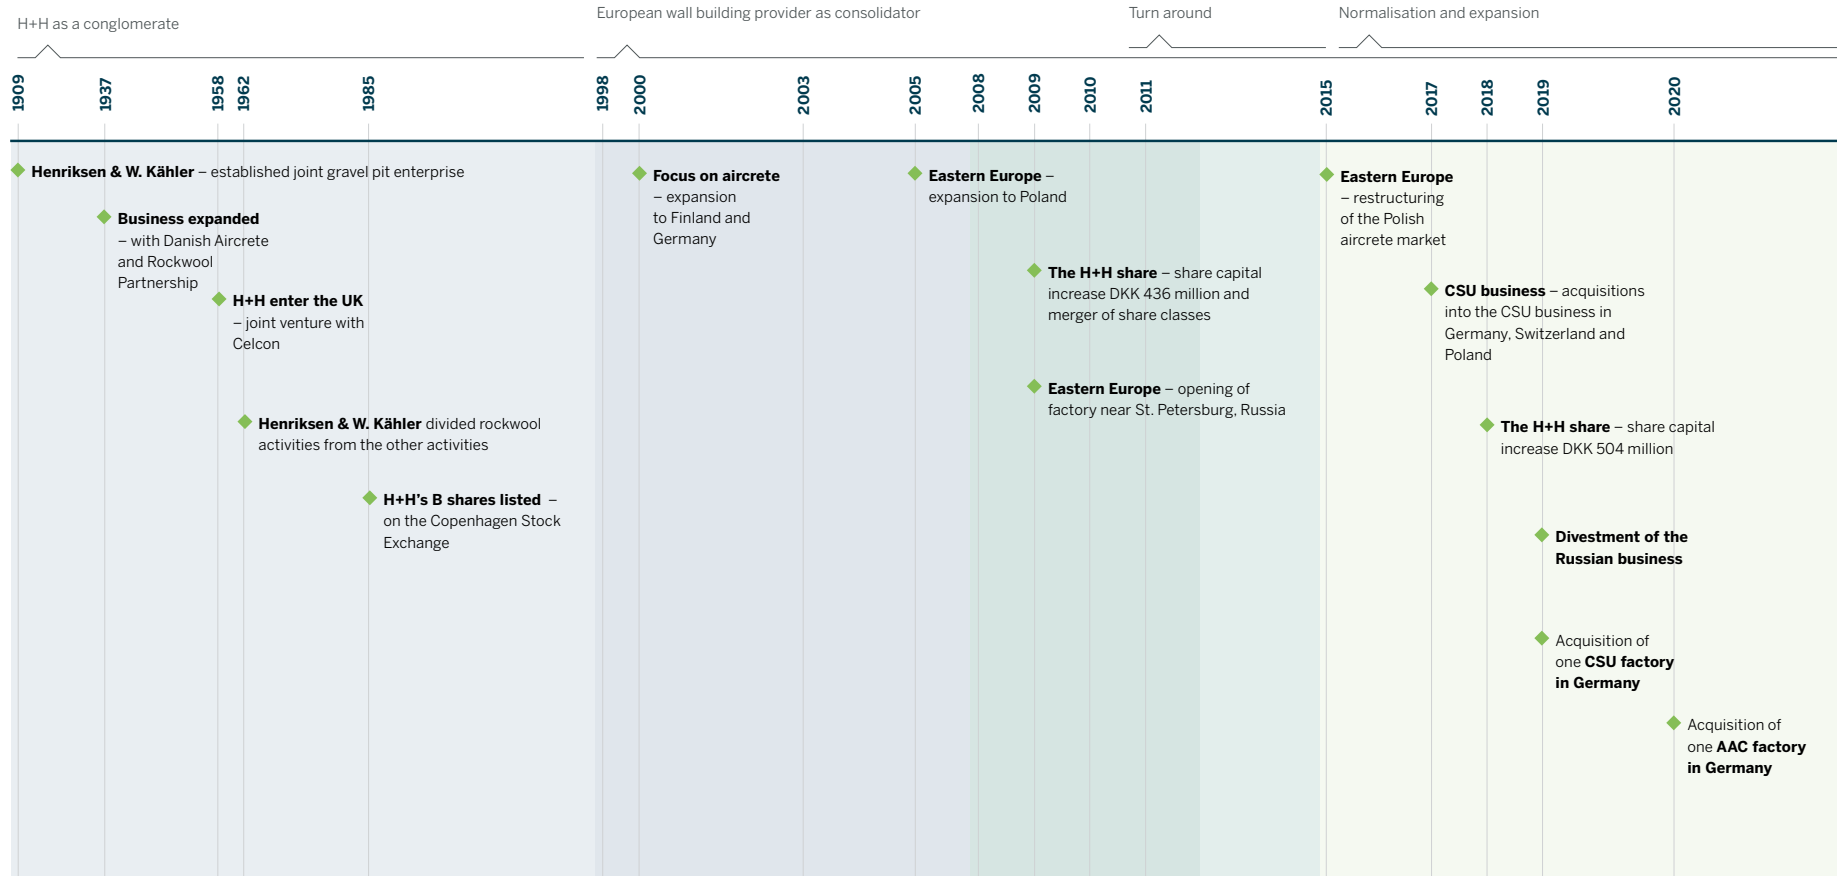 H+H as a conglomerate
European wall building provider as consolidator
Turn around
Normalisation and expansion
1909
1937
1958
1962
1985
1998
2000
2003
2005
2008
2009
2010
2011
2015
2017
2018
2019
2020
Henriksen & W. Kähler – established joint gravel pit enterprise
Business expanded
– with Danish Aircrete
and Rockwool
Partnership
H+H enter the UK
– joint venture with
Celcon
Henriksen & W. Kähler divided rockwool
activities from the other activities
H+H's B shares listed –
on the Copenhagen Stock
Exchange
Focus on aircrete
– expansion
to Finland and
Germany
Eastern Europe –
expansion to Poland
The H+H share – share capital
increase DKK 436 million and
merger of share classes
Eastern Europe – opening of
factory near St. Petersburg, Russia
Eastern Europe
– restructuring
of the Polish
aircrete market
CSU business – acquisitions
into the CSU business in
Germany, Switzerland and
Poland
The H+H share – share capital
increase DKK 504 million
Divestment of the
Russian business
Acquisition of
one CSU factory
in Germany
Acquisition of
one AAC factory
in Germany